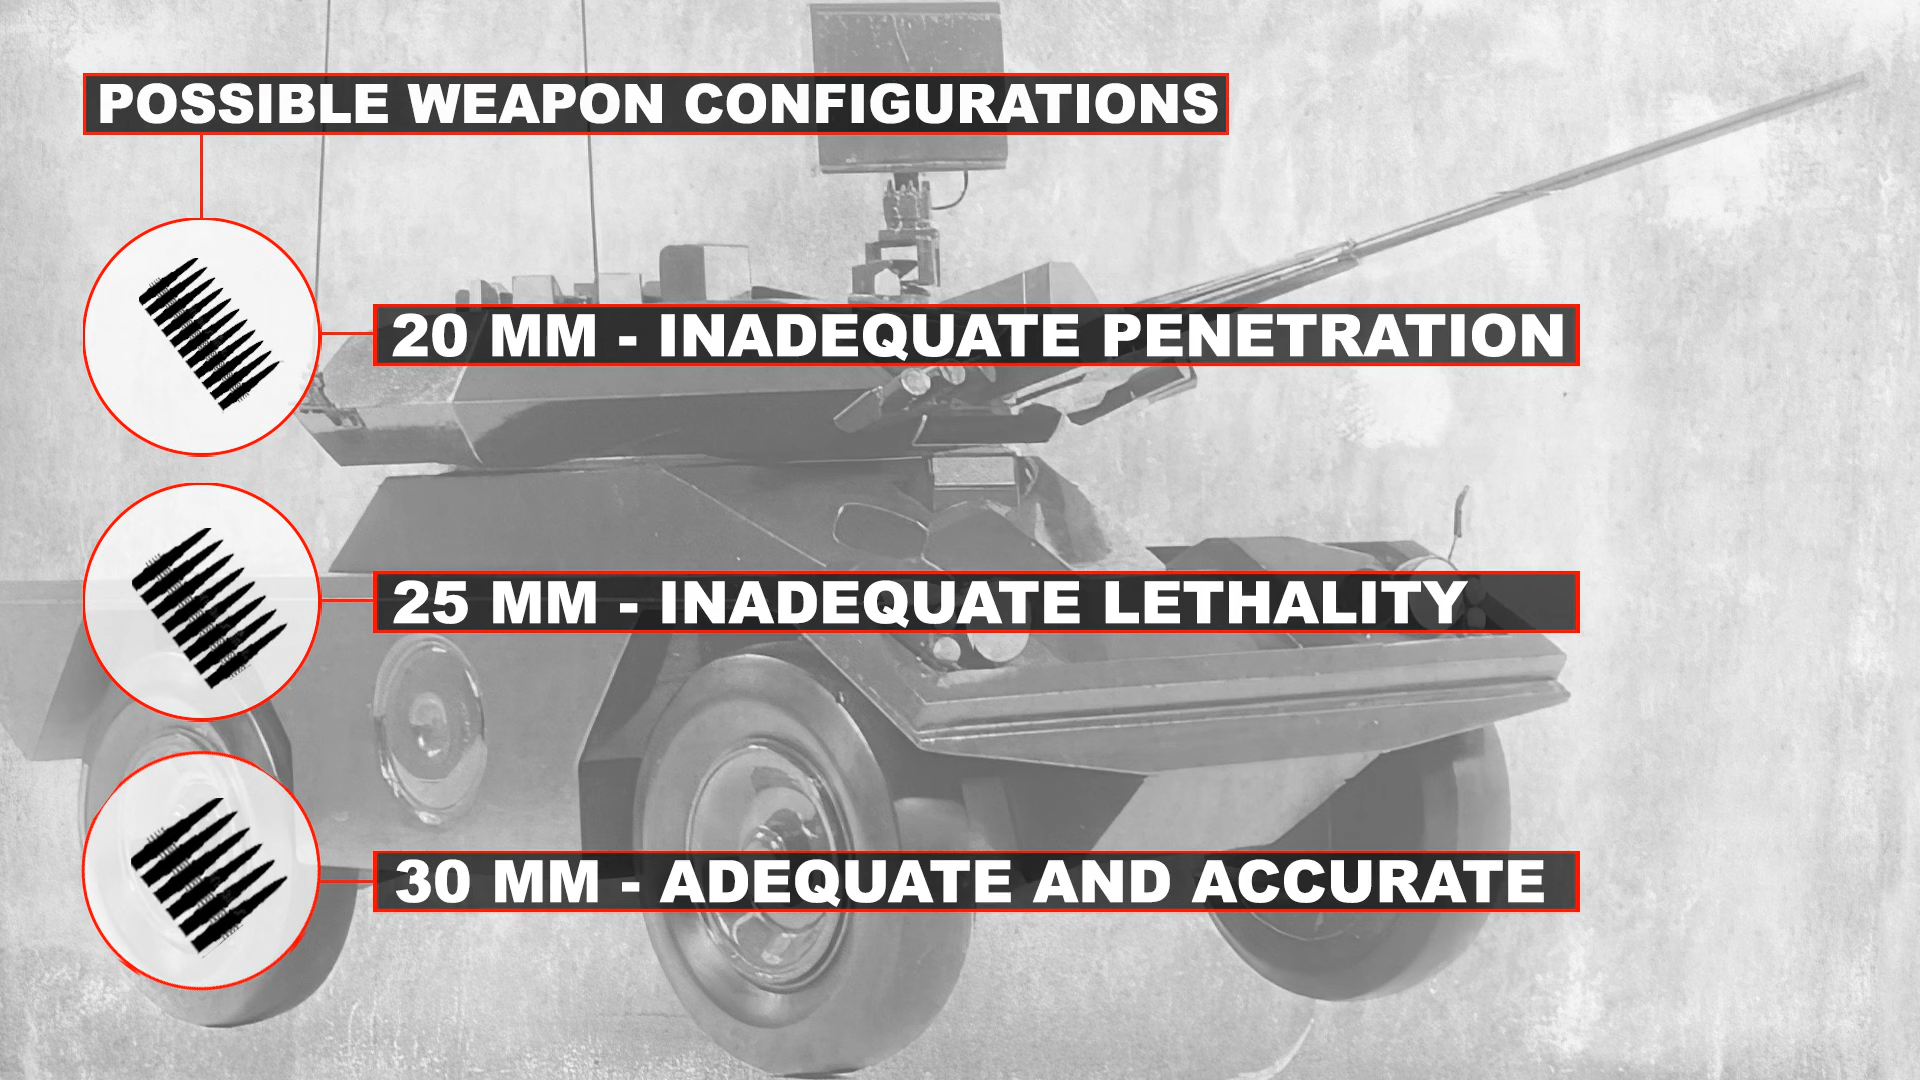 POSSIBLE WEAPON CONFIGURATIONS
20 MM - INADEQUATE PENETRATION
25 MM - INADEQUATE LETHALITY
30 MM - ADEQUATE AND ACCURATE